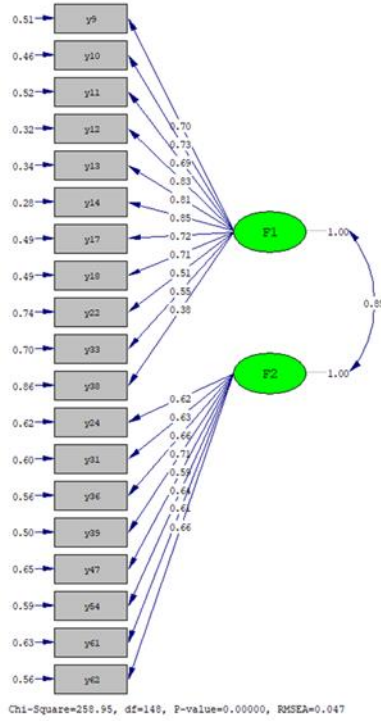 0.51 y9
0.46 y10
0.52 y11
0.32 y12
0.34 y13
0.28 y14
0.49 y17
0.49 y18
0.74 y22
0.70 y33
0.86 y38
0.62 y24
0.60 y31
0.56 y36
0.50 y39
0.65 y47
0.59 y54
0.63 y61
0.56 y62
0.70
0.73
0.69
0.83
0.81
0.85
0.72
0.71
0.51
0.55
0.38
0.62
0.63
0.66
0.71
0.59
0.64
0.61
0.66
F1 1.00
F2 1.00
Chi-Square=258.95, df=148, P-value=0.00000, RMSEA=0.047